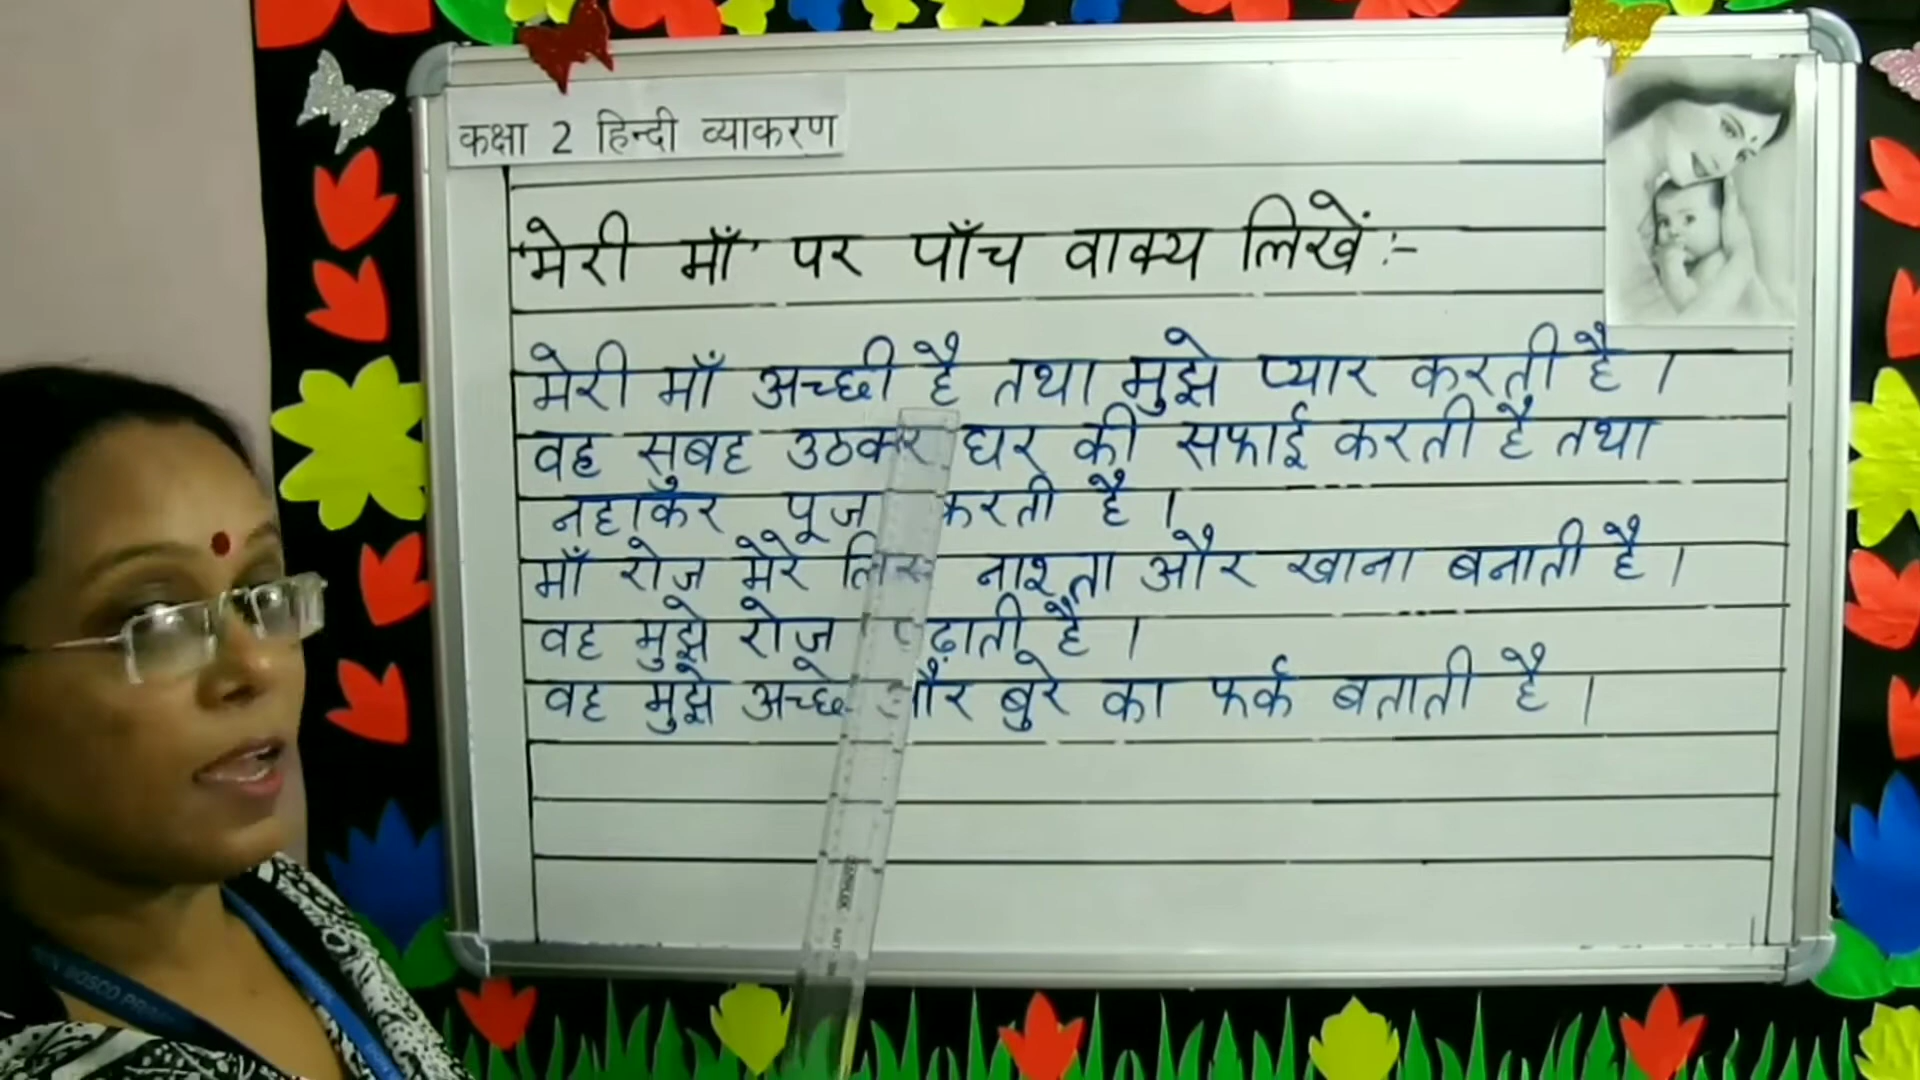 कक्षा 2 हिन्दी व्याकरण
'मेरी माँ' पर पाँच वाक्य लिखें :-
मेरी माँ अच्छी है तथा मुझे प्यार करती है ।
वह सुबह उठकर घर की सफाई करती है तथा
नहाकर पूजा करती है ।
माँ रोज मेरे लिए नाश्ता और खाना बनाती है ।
वह मुझे रोज पढ़ाती है ।
वह मुझे अच्छे और बुरे का फर्क बताती है ।
BOSCO